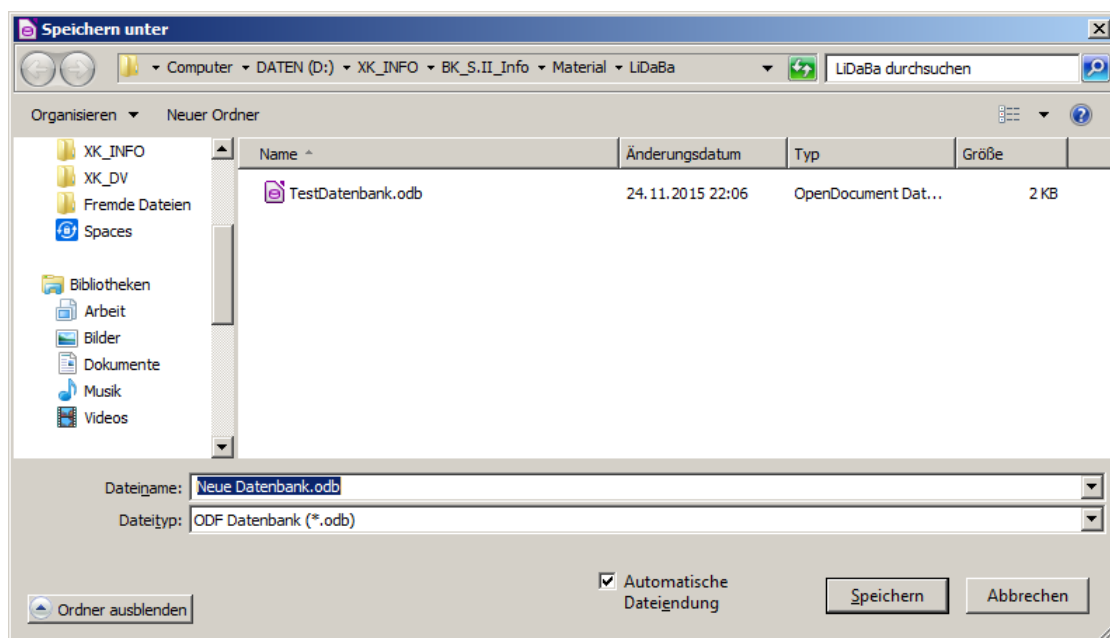 Speichern unter
Computer DATEN (D:) XK_INFO BK_S.II_Info Material LiDaBa LiDaBa durchsuchen
Organisieren Neuer Ordner
Name Änderungsdatum Typ Größe
TestDatenbank.odb 24.11.2015 22:06 OpenDocument Dat... 2 KB
XK_INFO
XK_DV
Fremde Dateien
Spaces
Bibliotheken
Arbeit
Bilder
Dokumente
Musik
Videos
Dateiname: Neue Datenbank.odb
Dateityp: ODF Datenbank (*.odb)
Automatische
Dateiendung
Ordner ausblenden
Speichern Abbrechen